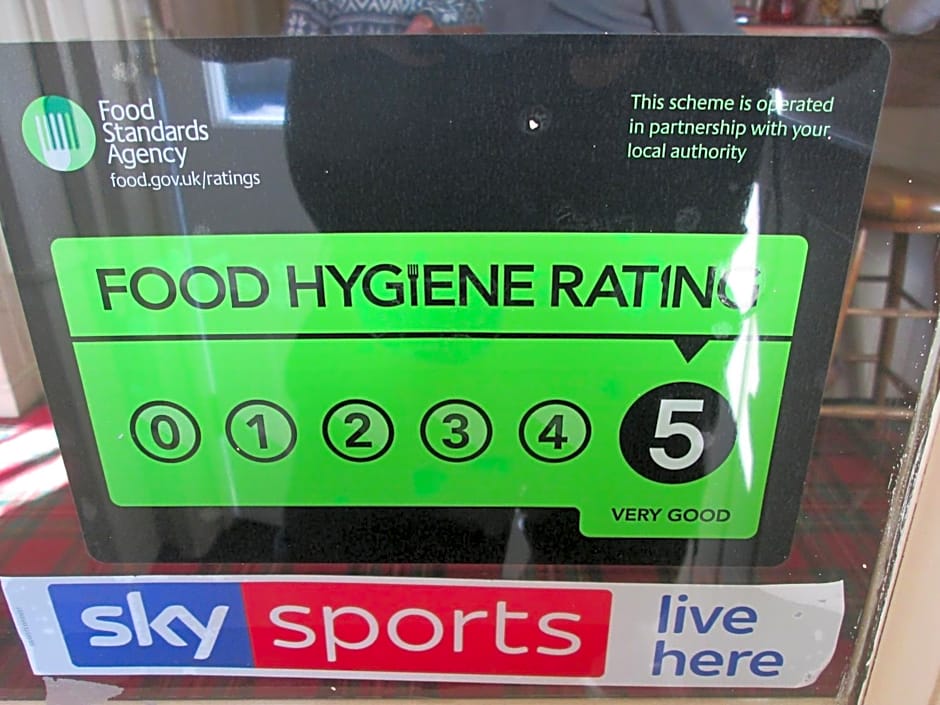 Food
Standards
Agency
food.gov.uk/ratings
This scheme is operated
in partnership with your
local authority
FOOD HYGIENE RATING
0 1 2 3 4 5
VERY GOOD
sky sports live
here